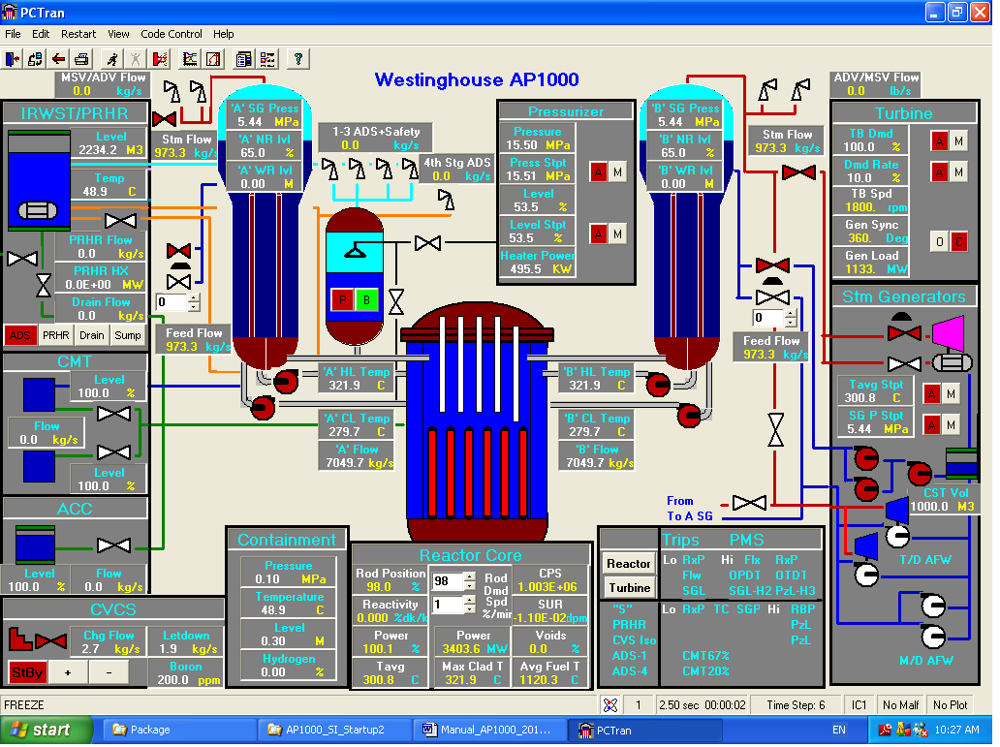 PCTran
File Edit Restart View Code Control Help
Westinghouse AP1000
MSV/ADV Flow
0.0 kg/s
IRWST/PRHR
Level
2234.2 M3
Temp
48.9 C
PRHR Flow
0.0 kg/s
PRHR HX
0.0E+00 MW
Drain Flow
0.0 kg/s
ADS PRHR Drain Sump
CMT
Level
100.0 %
Flow
0.0 kg/s
Level
100.0 %
ACC
Level
100.0 %
Flow
0.0 kg/s
CVCS
Chg Flow
2.7 kg/s
Letdown
1.9 kg/s
StBy + -
Boron
200.0 ppm
Stm Flow
973.3 kg/s
0
Feed Flow
973.3 kg/s
'A' SG Press
5.44 MPa
'A' NR lvl
65.0 %
'A' WR lvl
0.00 M
1-3 ADS+Safety
0.0 kg/s
4th Stg ADS
0.0 kg/s
P B
'A' HL Temp
321.9 C
'A' CL Temp
279.7 C
'A' Flow
7049.7 kg/s
Pressurizer
Pressure
15.50 MPa
Press Stpt
15.51 MPa
A M
Level
53.5 %
Level Stpt
53.5 %
A M
Heater Power
495.5 KW
'B' SG Press
5.44 MPa
'B' NR lvl
65.0 %
'B' WR lvl
0.00 M
'B' HL Temp
321.9 C
'B' CL Temp
279.7 C
'B' Flow
7049.7 kg/s
ADV/MSV Flow
0.0 lb/s
Stm Flow
973.3 kg/s
0
Feed Flow
973.3 kg/s
Turbine
TB Dmd
100.0 %
A M
Dmd Rate
10.0 %
A M
TB Spd
1800. rpm
Gen Sync
360. Deg
O C
Gen Load
1133. MW
Stm Generators
Tavg Stpt
300.8 C
A M
SG P Stpt
5.44 MPa
A M
CST Vol
1000.0 M3
T/D AFW
M/D AFW
From
To A SG
Containment
Pressure
0.10 MPa
Temperature
48.9 C
Level
0.30 M
Hydrogen
0.00 %
Reactor Core
Rod Position
98.0 %
98
Rod
Dmd
1
Spd
%/min
CPS
1.003E+06
Reactivity
0.000 %dk/k
SUR
-1.10E-02dpm
Power
100.1 %
Power
3403.6 MW
Voids
0.0 %
Tavg
300.8 C
Max Clad T
321.9 C
Avg Fuel T
1120.3 C
Trips PMS
Reactor
Turbine
Lo RxP Hi Flx RxP
Flw OPDT OTDT
SGL SG-H2 PzL-H3
"S" Lo RxP TC SGP Hi RBP
PRHR PzL
CVS Iso PzL
ADS-1 CMT67%
ADS-4 CMT20%
FREEZE 1 2.50 sec 00:00:02 Time Step: 6 IC1 No Malf No Plot
start Package AP1000_SI_Startup2 Manual_AP1000_201... PCTran EN 10:27 AM